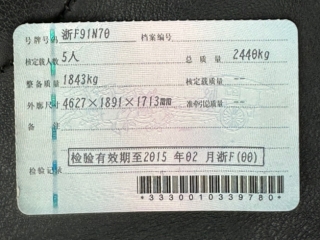 号牌号码 浙F91N70 档案编号
核定载人数 5人 总质量 2440kg
整备质量 1843kg 核定载质量 --
外廓尺寸 4627×1891×1713mm 准牵引总质量 --
备注
检验有效期至2015 年02 月浙F(00)
检验记录
*3330010339780*